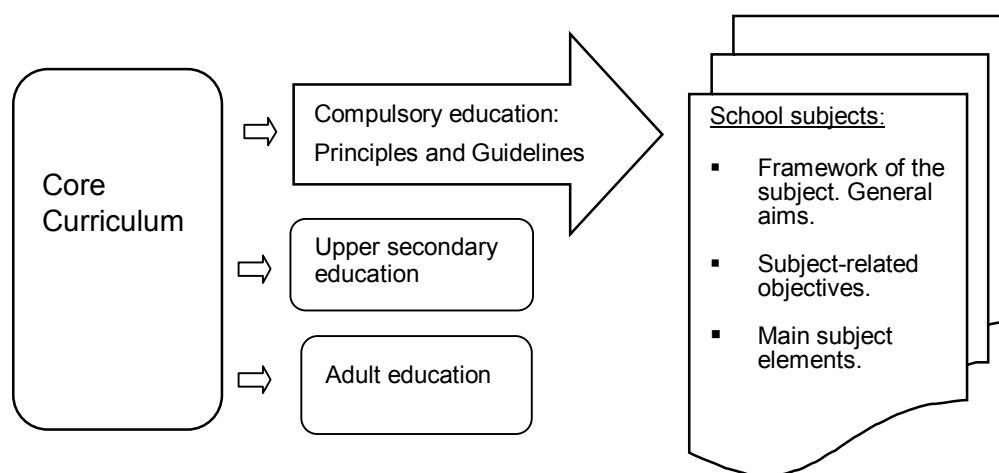 Core
Curriculum
Compulsory education:
Principles and Guidelines
Upper secondary
education
Adult education
School subjects:
▪ Framework of the
subject. General
aims.
▪ Subject-related
objectives.
▪ Main subject
elements.